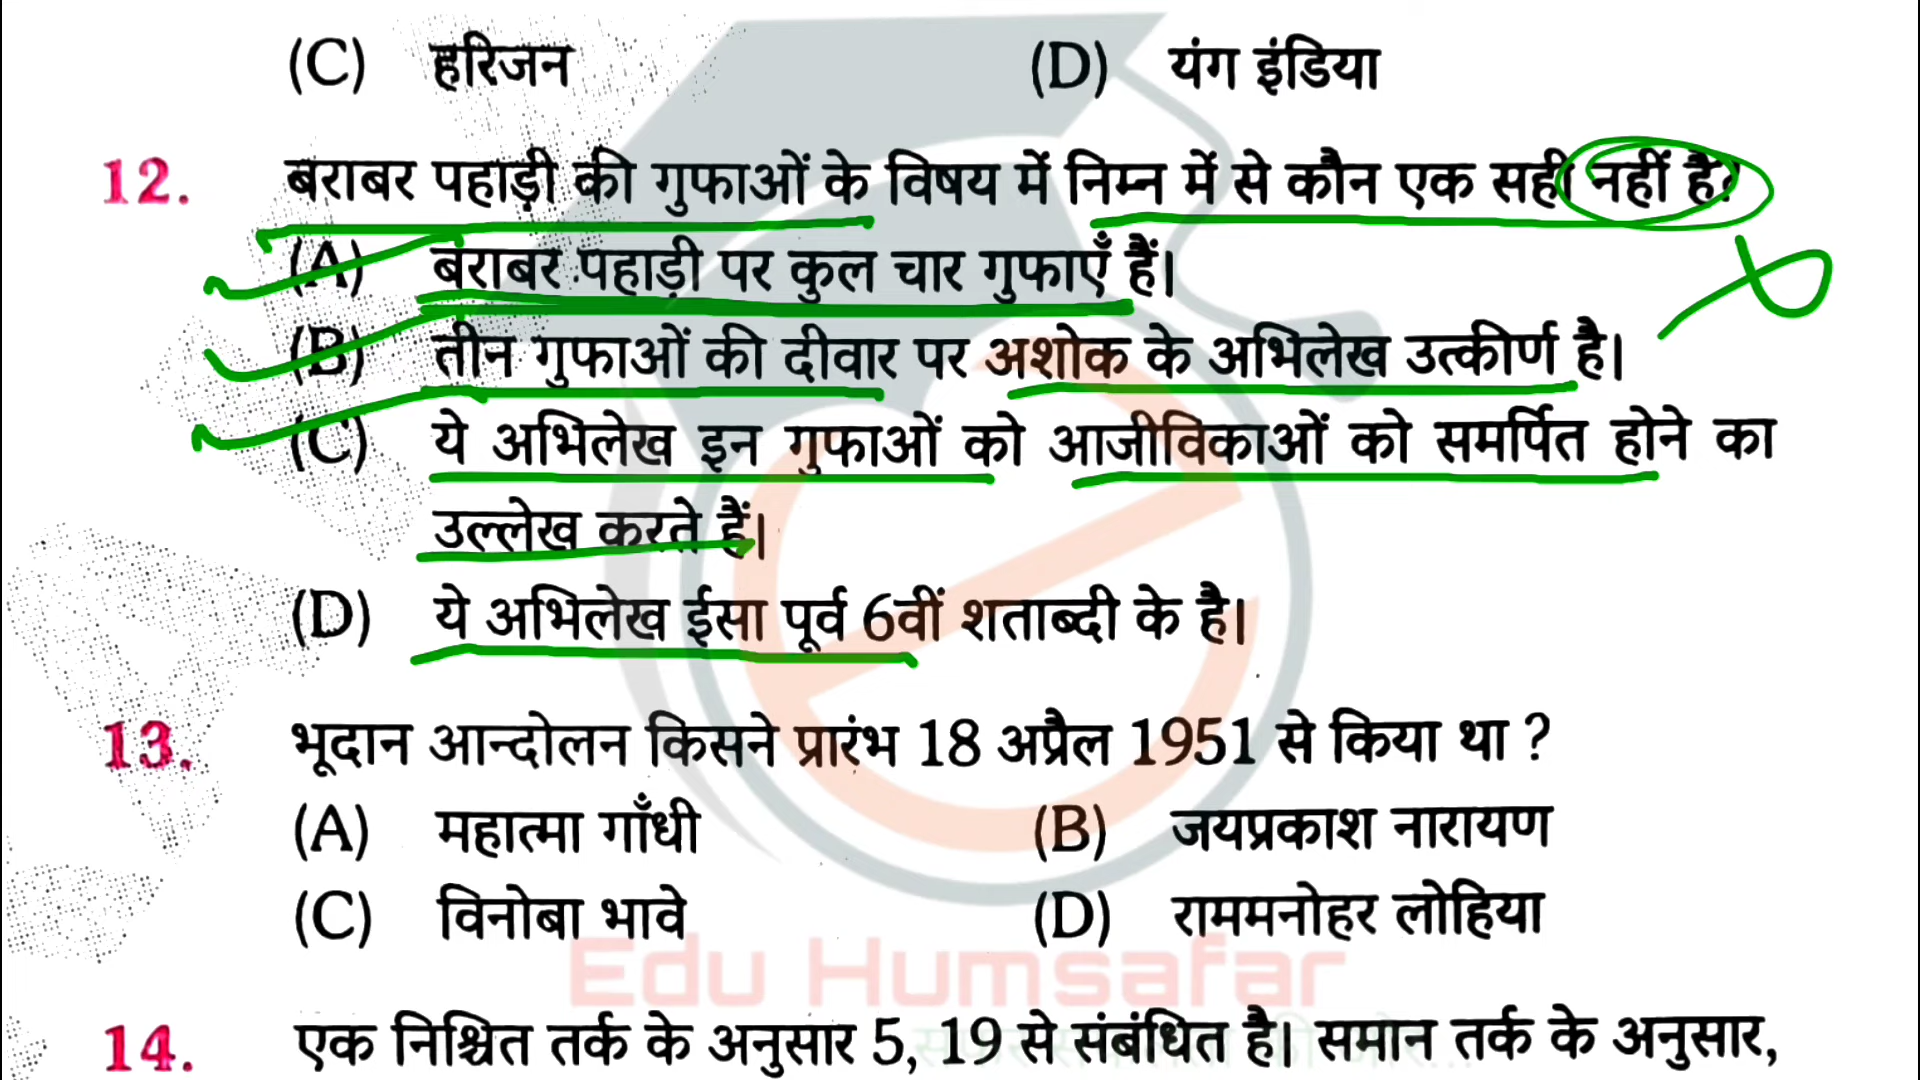 (C) हरिजन (D) यंग इंडिया
12. बराबर पहाड़ी की गुफाओं के विषय में निम्न में से कौन एक सही नहीं है?
(A) बराबर पहाड़ी पर कुल चार गुफाएँ हैं।
(B) तीन गुफाओं की दीवार पर अशोक के अभिलेख उत्कीर्ण है।
(C) ये अभिलेख इन गुफाओं को आजीविकाओं को समर्पित होने का
उल्लेख करते हैं।
(D) ये अभिलेख ईसा पूर्व 6वीं शताब्दी के है।
13. भूदान आन्दोलन किसने प्रारंभ 18 अप्रैल 1951 से किया था ?
(A) महात्मा गाँधी (B) जयप्रकाश नारायण
(C) विनोबा भावे (D) राममनोहर लोहिया
Edu Humsafar
14. एक निश्चित तर्क के अनुसार 5, 19 से संबंधित है। समान तर्क के अनुसार,